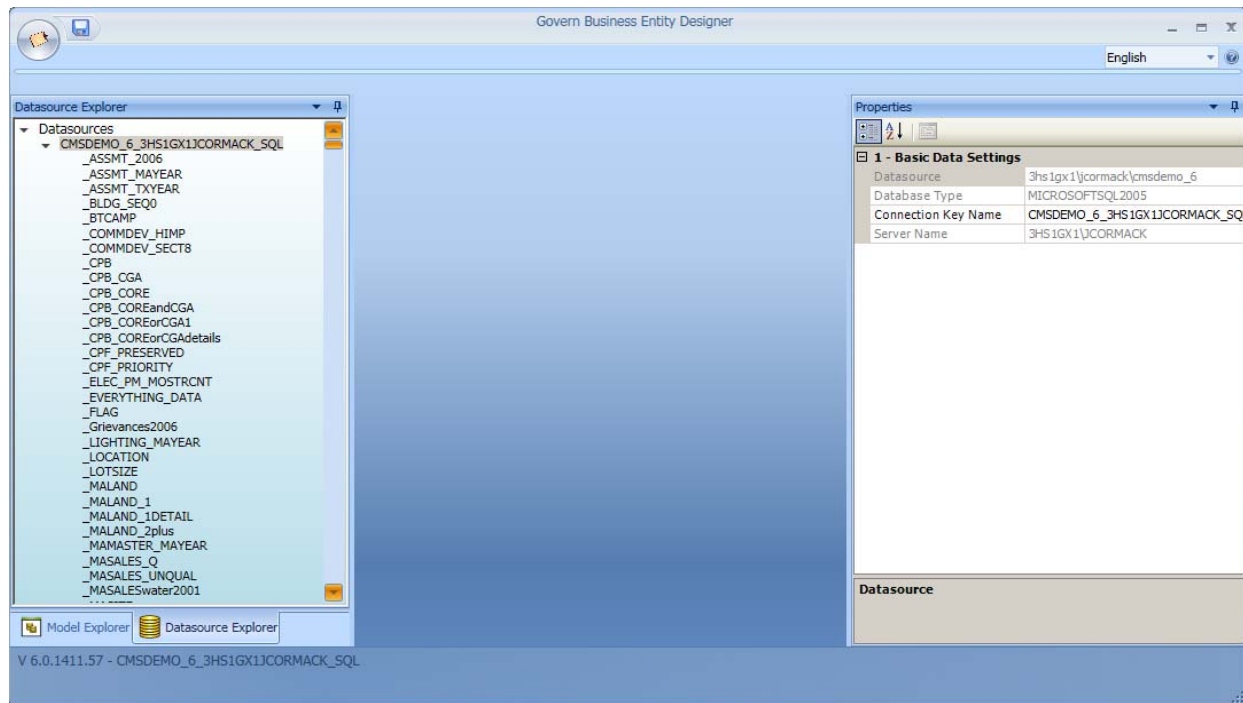 Govern Business Entity Designer
English
Datasource Explorer
Datasources
CMSDEMO_6_3HS1GX1JCORMACK_SQL
_ASSMT_2006
_ASSMT_MAYEAR
_ASSMT_TXYEAR
_BLDG_SEQ0
_BTCAMP
_COMMDEV_HIMP
_COMMDEV_SECT8
_CPB
_CPB_CGA
_CPB_CORE
_CPB_COREandCGA
_CPB_COREorCGA1
_CPB_COREorCGAdetails
_CPF_PRESERVED
_CPF_PRIORITY
_ELEC_PM_MOSTRCNT
_EVERYTHING_DATA
_FLAG
_Grievances2006
_LIGHTING_MAYEAR
_LOCATION
_LOTSIZE
_MALAND
_MALAND_1
_MALAND_1DETAIL
_MALAND_2plus
_MAMASTER_MAYEAR
_MASALES_Q
_MASALES_UNQUAL
_MASALESwater2001
Model Explorer
Datasource Explorer
Properties
1 - Basic Data Settings
Datasource 3hs1gx1\jcormack\cmsdemo_6
Database Type MICROSOFTSQL2005
Connection Key Name CMSDEMO_6_3HS1GX1JCORMACK_SQ
Server Name 3HS1GX1\JCORMACK
Datasource
V 6.0.1411.57 - CMSDEMO_6_3HS1GX1JCORMACK_SQL